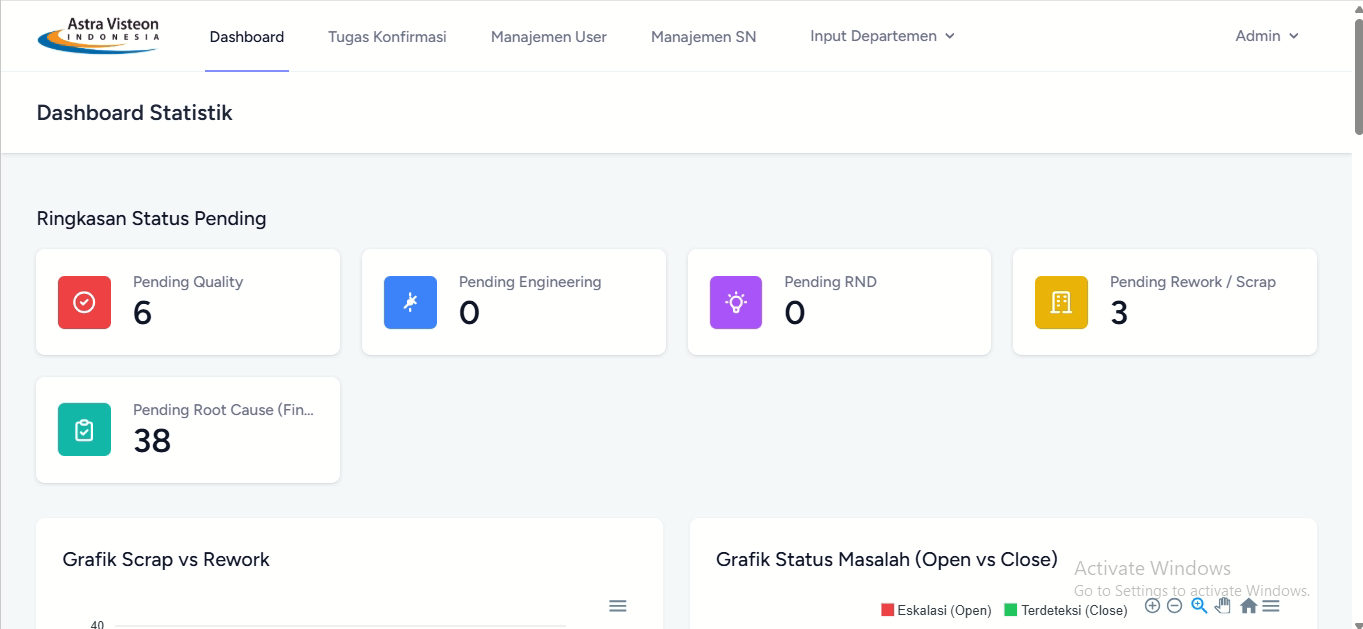 Astra Visteon
INDONESIA
Dashboard
Tugas Konfirmasi
Manajemen User
Manajemen SN
Input Departemen
Admin
Dashboard Statistik
Ringkasan Status Pending
Pending Quality
6
Pending Engineering
0
Pending RND
0
Pending Rework / Scrap
3
Pending Root Cause (Fin...
38
Grafik Scrap vs Rework
40
Grafik Status Masalah (Open vs Close)
Eskalasi (Open)
Terdeteksi (Close)
Activate Windows
Go to Settings to activate Windows.